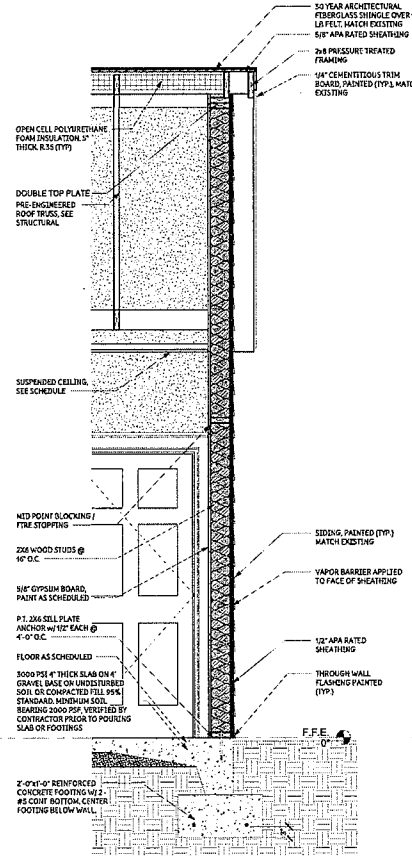 30 YEAR ARCHITECTURAL
FIBERGLASS SHINGLE OVER
LB FELT, MATCH EXISTING
5/8" APA RATED SHEATHING
2x8 PRESSURE TREATED
FRAMING
1/4" CEMENTITIOUS TRIM
BOARD, PAINTED (TYP.), MATCH
EXISTING
OPEN CELL POLYURETHANE
FOAM INSULATION, 5"
THICK, R.35 (TYP)
DOUBLE TOP PLATE
PRE-ENGINEERED
ROOF TRUSS, SEE
STRUCTURAL
SUSPENDED CEILING,
SEE SCHEDULE
MID POINT BLOCKING /
FIRE STOPPING
2X6 WOOD STUDS @
16" O.C.
5/8" GYPSUM BOARD,
PAINT AS SCHEDULED
P.T. 2X6 SILL PLATE
ANCHOR w/ 1/2" EACH @
4'-0" O.C.
FLOOR AS SCHEDULED
3000 PSI 4" THICK SLAB ON 4"
GRAVEL BASE ON UNDISTURBED
SOIL OR COMPACTED FILL 95%
STANDARD. MINIMUM SOIL
BEARING 2000 PSF, VERIFIED BY
CONTRACTOR PRIOR TO POURING
SLAB OR FOOTINGS
2'-0"x1'-0" REINFORCED
CONCRETE FOOTING W/ 2
#5 CONT BOTTOM, CENTER
FOOTING BELOW WALL
SIDING, PAINTED (TYP.)
MATCH EXISTING
VAPOR BARRIER APPLIED
TO FACE OF SHEATHING
1/2" APA RATED
SHEATHING
THROUGH WALL
FLASHING PAINTED
(TYP.)
F.F.E.
0"